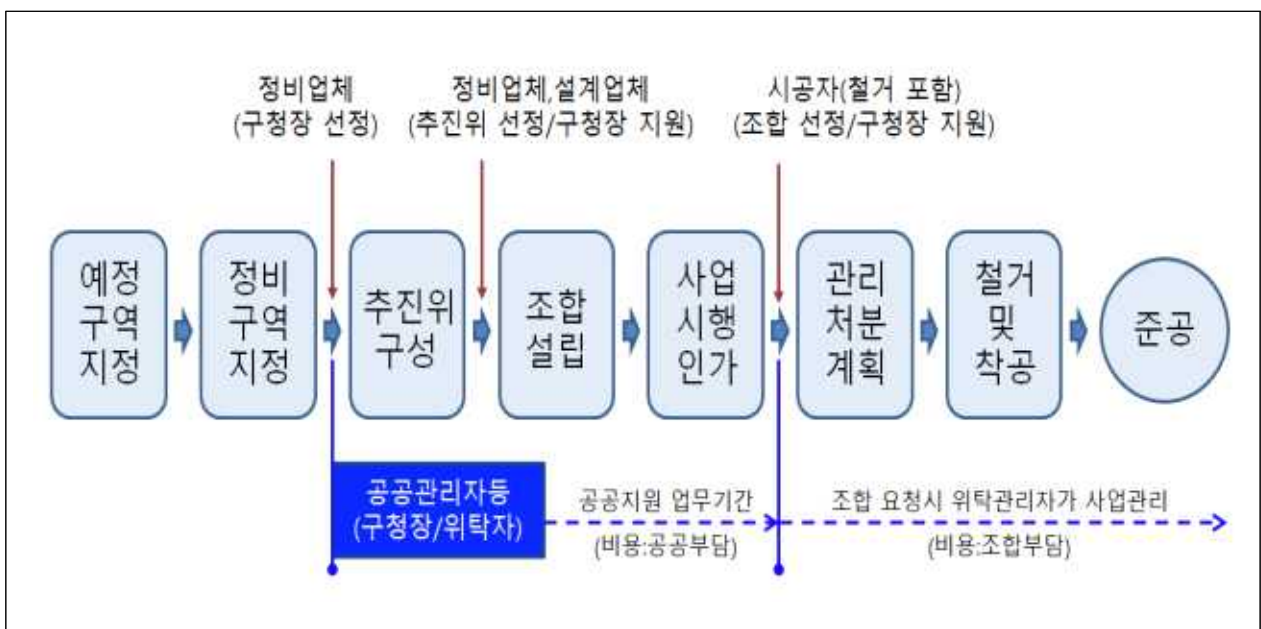 정비업체
(구청장 선정)
정비업체,설계업체
(추진위 선정/구청장 지원)
시공자(철거 포함)
(조합 선정/구청장 지원)
예정
구역
지정
정비
구역
지정
추진위
구성
조합
설립
사업
시행
인가
관리
처분
계획
철거
및
착공
준공
공공관리자등
(구청장/위탁자)
공공지원 업무기간
(비용:공공부담)
조합 요청시 위탁관리자가 사업관리
(비용:조합부담)